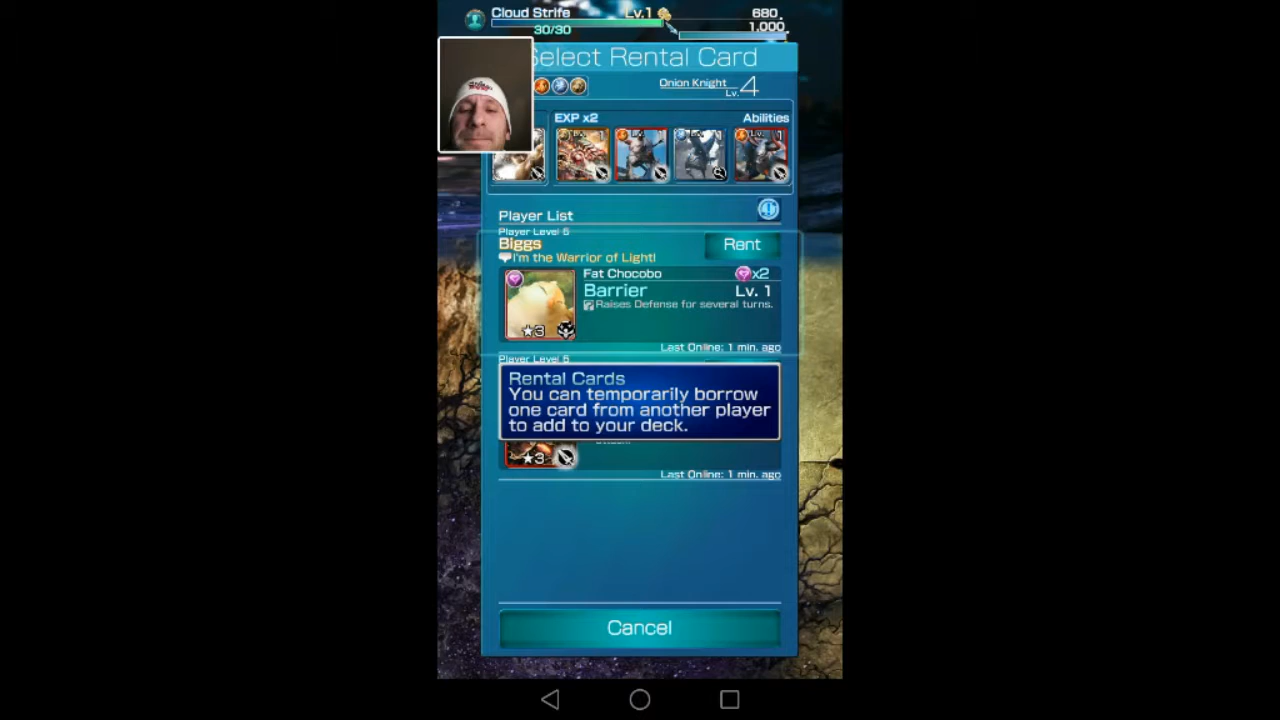 Cloud Strife Lv.1 680
30/30 1,000
Select Rental Card
Onion Knight Lv. 4
EXP x2 Abilities
Player List
Player Level 5
Biggs Rent
I'm the Warrior of Light!
Fat Chocobo x2
Barrier Lv. 1
Raises Defense for several turns.
★3
Last Online: 1 min. ago
Player Level 5
Rental Cards
You can temporarily borrow
one card from another player
to add to your deck.
★3
Last Online: 1 min. ago
Cancel